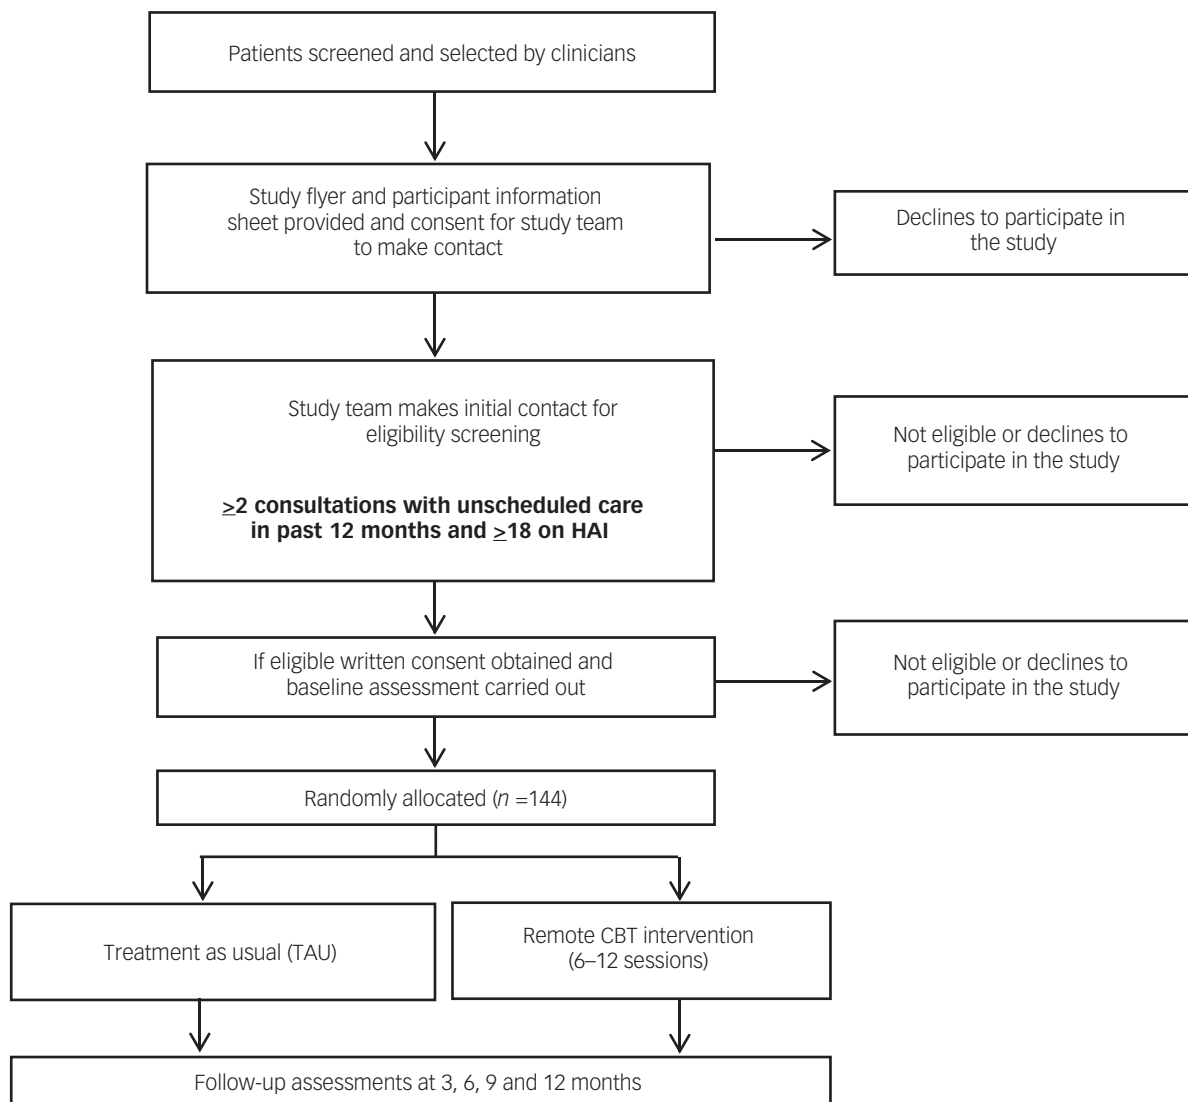 Patients screened and selected by clinicians
Study flyer and participant information
sheet provided and consent for study team
to make contact
Declines to participate in
the study
Study team makes initial contact for
eligibility screening
≥2 consultations with unscheduled care
in past 12 months and ≥18 on HAI
Not eligible or declines to
participate in the study
If eligible written consent obtained and
baseline assessment carried out
Not eligible or declines to
participate in the study
Randomly allocated (n =144)
Treatment as usual (TAU)
Remote CBT intervention
(6–12 sessions)
Follow-up assessments at 3, 6, 9 and 12 months